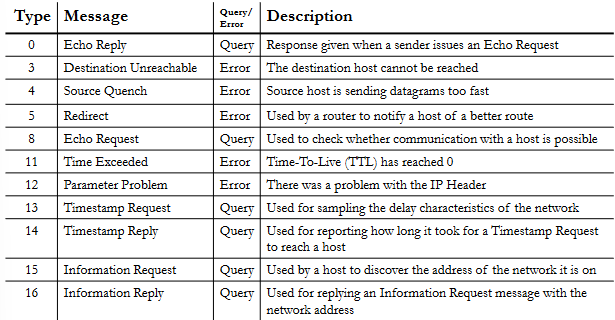 Type Message Query/ Error Description
0 Echo Reply Query Response given when a sender issues an Echo Request
3 Destination Unreachable Error The destination host cannot be reached
4 Source Quench Error Source host is sending datagrams too fast
5 Redirect Error Used by a router to notify a host of a better route
8 Echo Request Query Used to check whether communication with a host is possible
11 Time Exceeded Error Time-To-Live (TTL) has reached 0
12 Parameter Problem Error There was a problem with the IP Header
13 Timestamp Request Query Used for sampling the delay characteristics of the network
14 Timestamp Reply Query Used for reporting how long it took for a Timestamp Request
to reach a host
15 Information Request Query Used by a host to discover the address of the network it is on
16 Information Reply Query Used for replying an Information Request message with the
network address